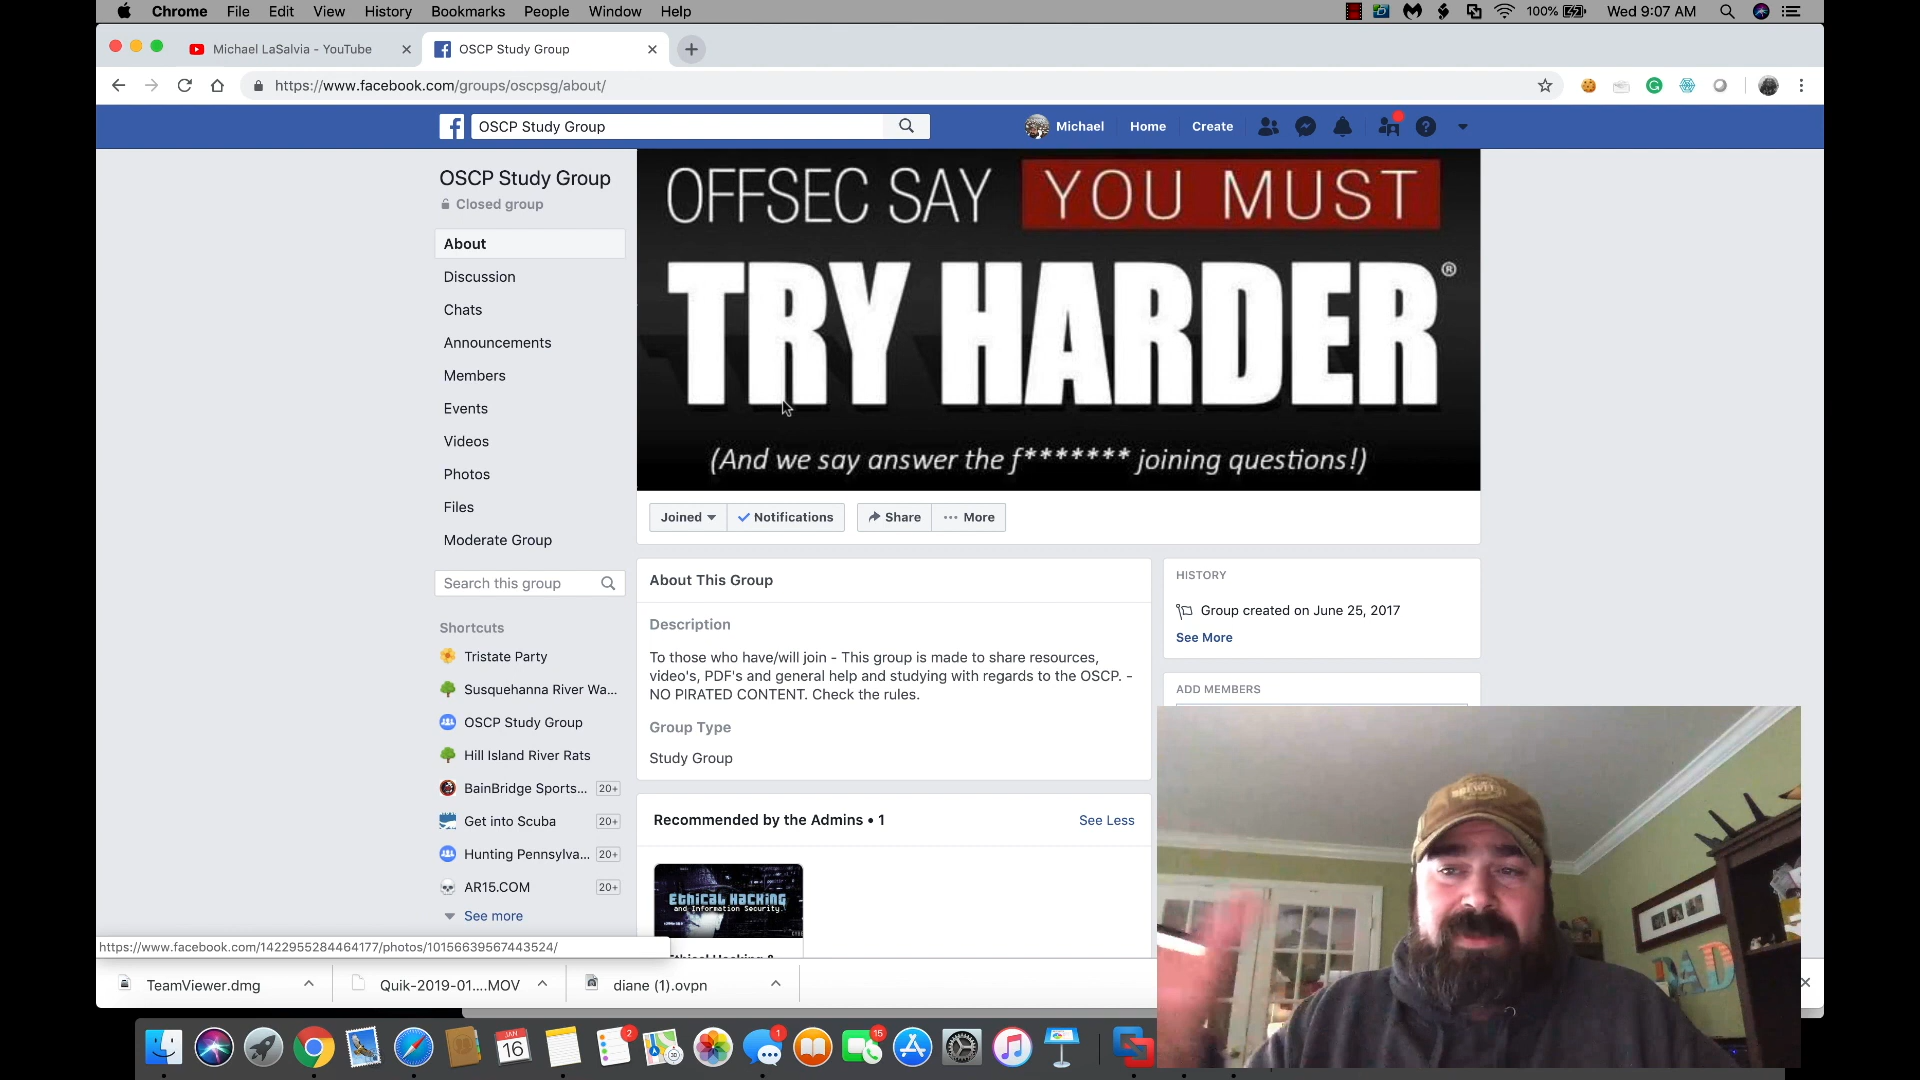 Chrome File Edit View History Bookmarks People Window Help 100% Wed 9:07 AM
Michael LaSalvia - YouTube OSCP Study Group
https://www.facebook.com/groups/oscpsg/about/
OSCP Study Group Michael Home Create
OSCP Study Group
Closed group
About
Discussion
Chats
Announcements
Members
Events
Videos
Photos
Files
Moderate Group
Search this group
Shortcuts
Tristate Party
Susquehanna River Wa...
OSCP Study Group
Hill Island River Rats
BainBridge Sports... 20+
Get into Scuba 20+
Hunting Pennsylva... 20+
AR15.COM 20+
See more
OFFSEC SAY YOU MUST
TRY HARDER®
(And we say answer the f******* joining questions!)
Joined Notifications Share ... More
About This Group
Description
To those who have/will join - This group is made to share resources,
video's, PDF's and general help and studying with regards to the OSCP. -
NO PIRATED CONTENT. Check the rules.
Group Type
Study Group
Recommended by the Admins • 1 See Less
Ethical Hacking
and Information Security.
HISTORY
Group created on June 25, 2017
See More
ADD MEMBERS
DAD
https://www.facebook.com/1422955284464177/photos/10156639567443524/
TeamViewer.dmg Quik-2019-01....MOV diane (1).ovpn
JAN
16
2
1
15